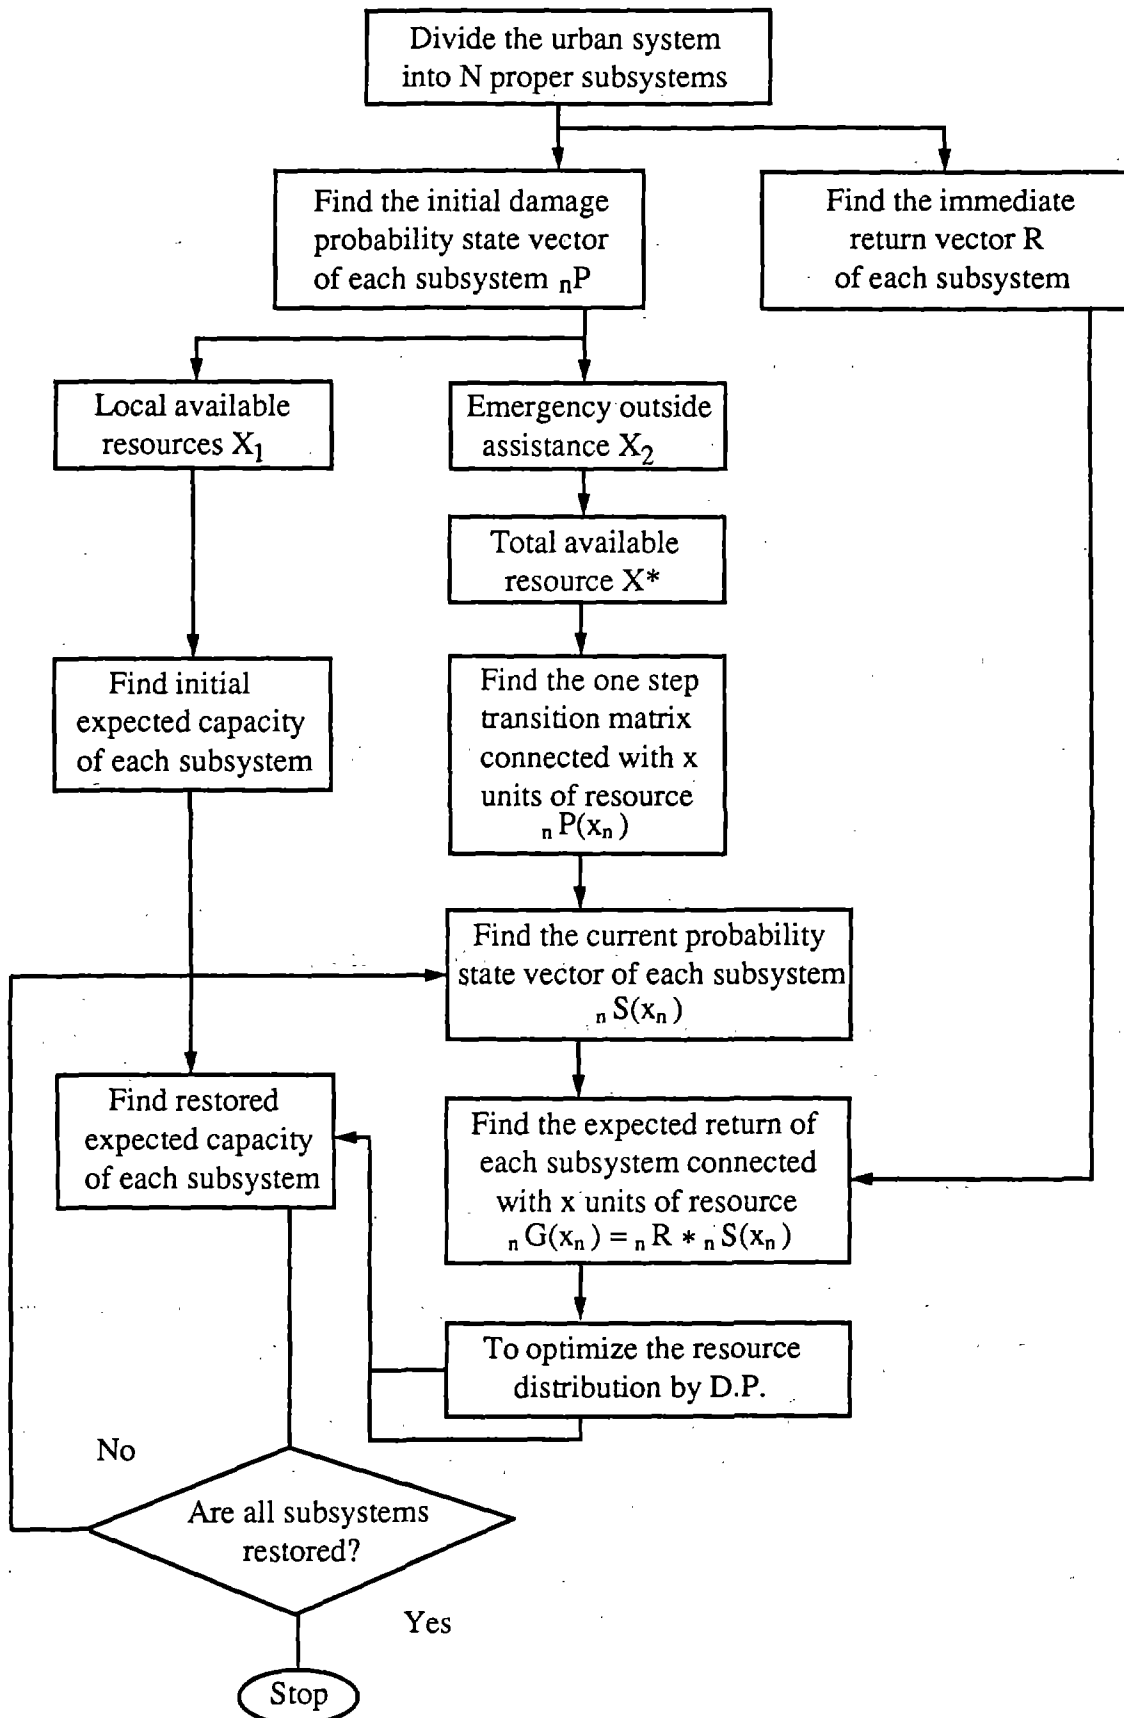 Divide the urban system
into N proper subsystems
Find the initial damage
probability state vector
of each subsystem nP
Find the immediate
return vector R
of each subsystem
Local available
resources X1
Emergency outside
assistance X2
Total available
resource X*
Find initial
expected capacity
of each subsystem
Find the one step
transition matrix
connected with x
units of resource
n P(xn)
Find the current probability
state vector of each subsystem
n S(xn)
Find restored
expected capacity
of each subsystem
Find the expected return of
each subsystem connected
with x units of resource
n G(xn) = n R * n S(xn)
To optimize the resource
distribution by D.P.
No
Are all subsystems
restored?
Yes
Stop